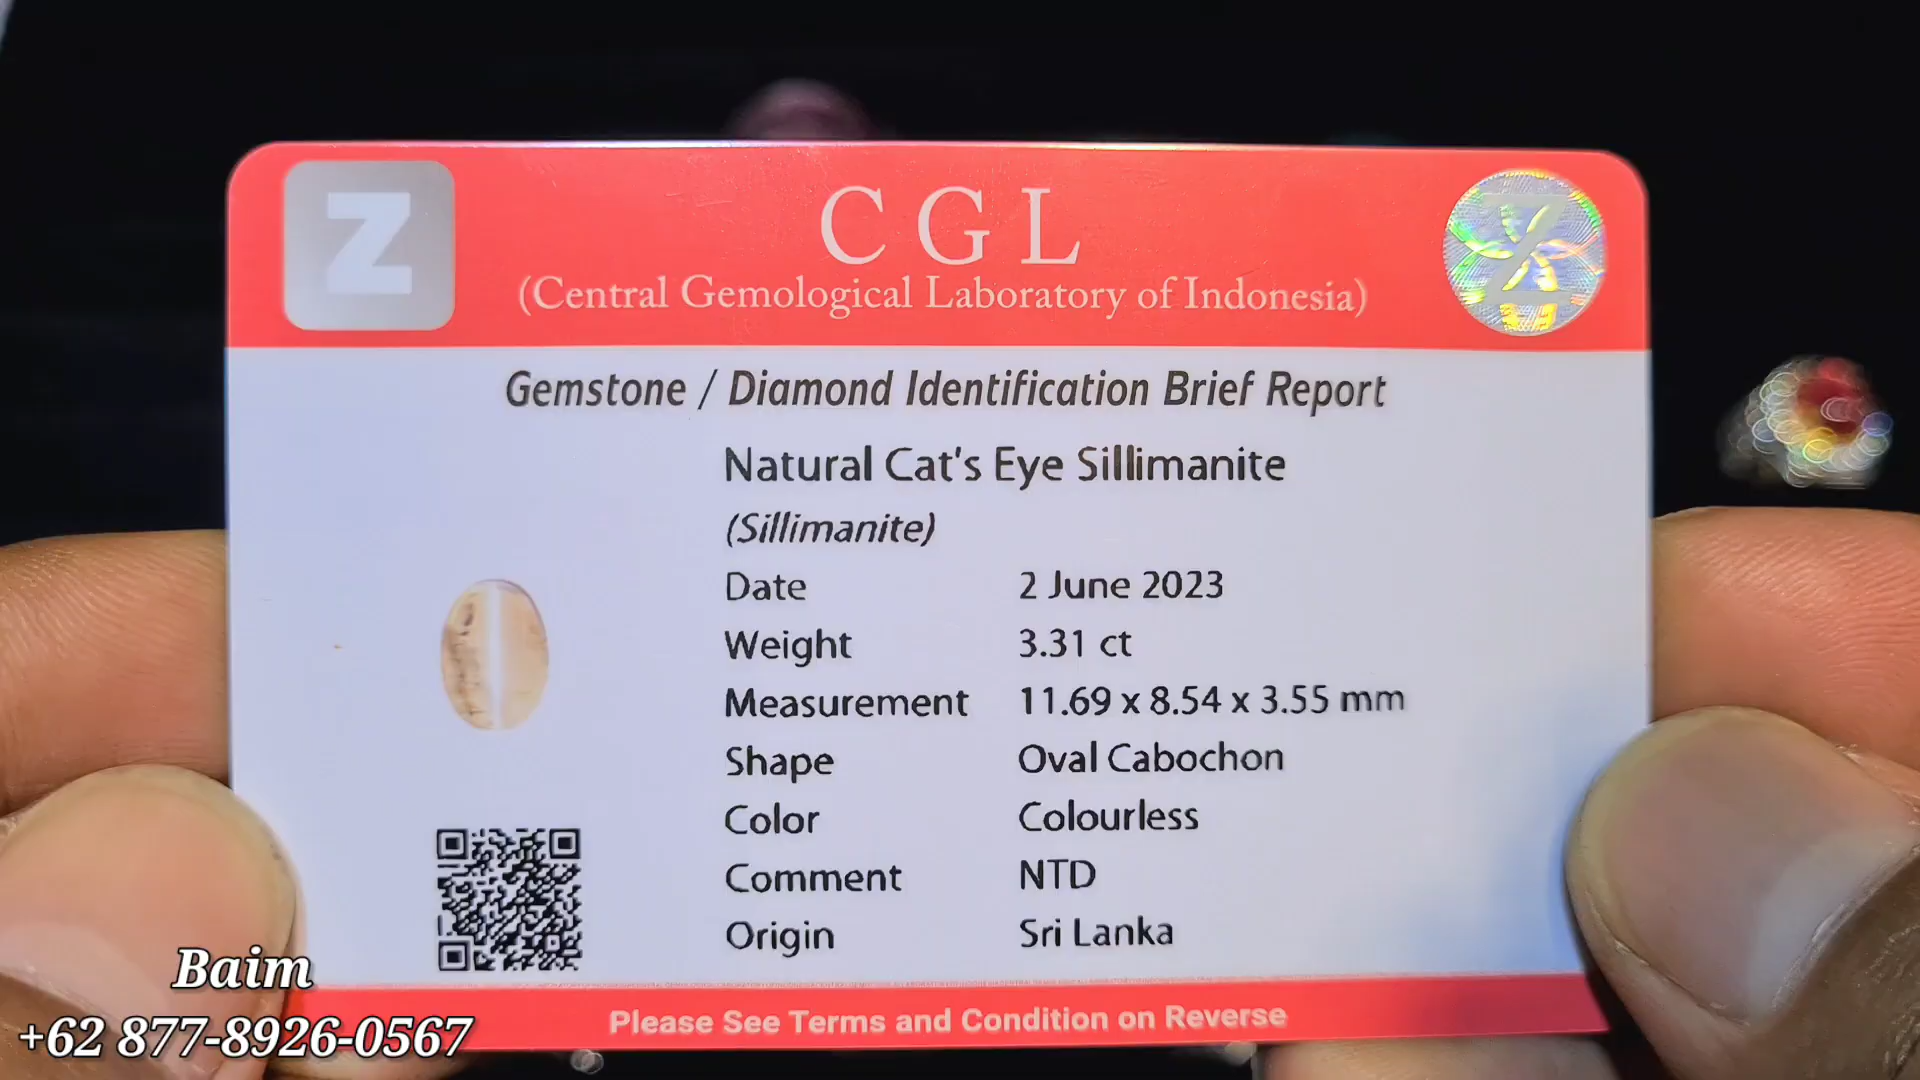 Z
C G L
(Central Gemological Laboratory of Indonesia)
Z
Gemstone / Diamond Identification Brief Report
Natural Cat's Eye Sillimanite
(Sillimanite)
Date 2 June 2023
Weight 3.31 ct
Measurement 11.69 x 8.54 x 3.55 mm
Shape Oval Cabochon
Color Colourless
Comment NTD
Origin Sri Lanka
Please See Terms and Condition on Reverse
Baim
+62 877-8926-0567